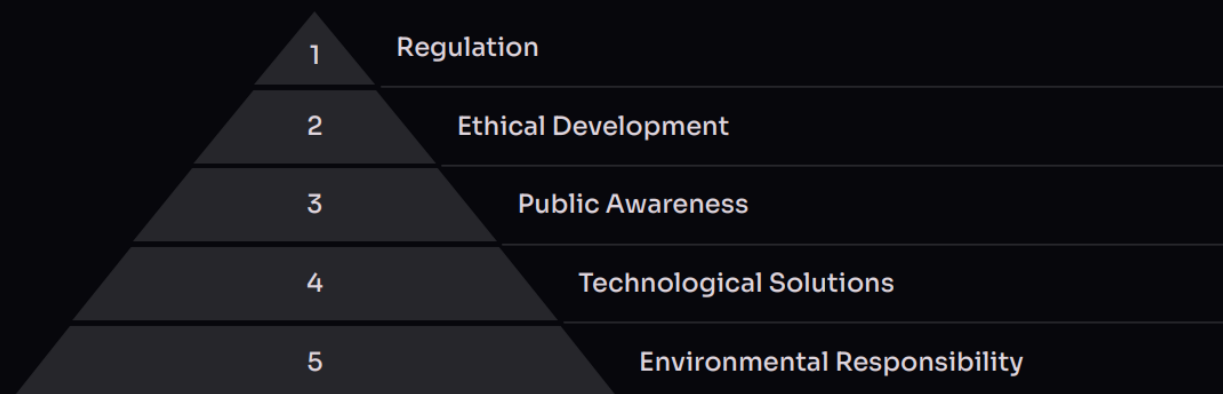 1 Regulation
2 Ethical Development
3 Public Awareness
4 Technological Solutions
5 Environmental Responsibility